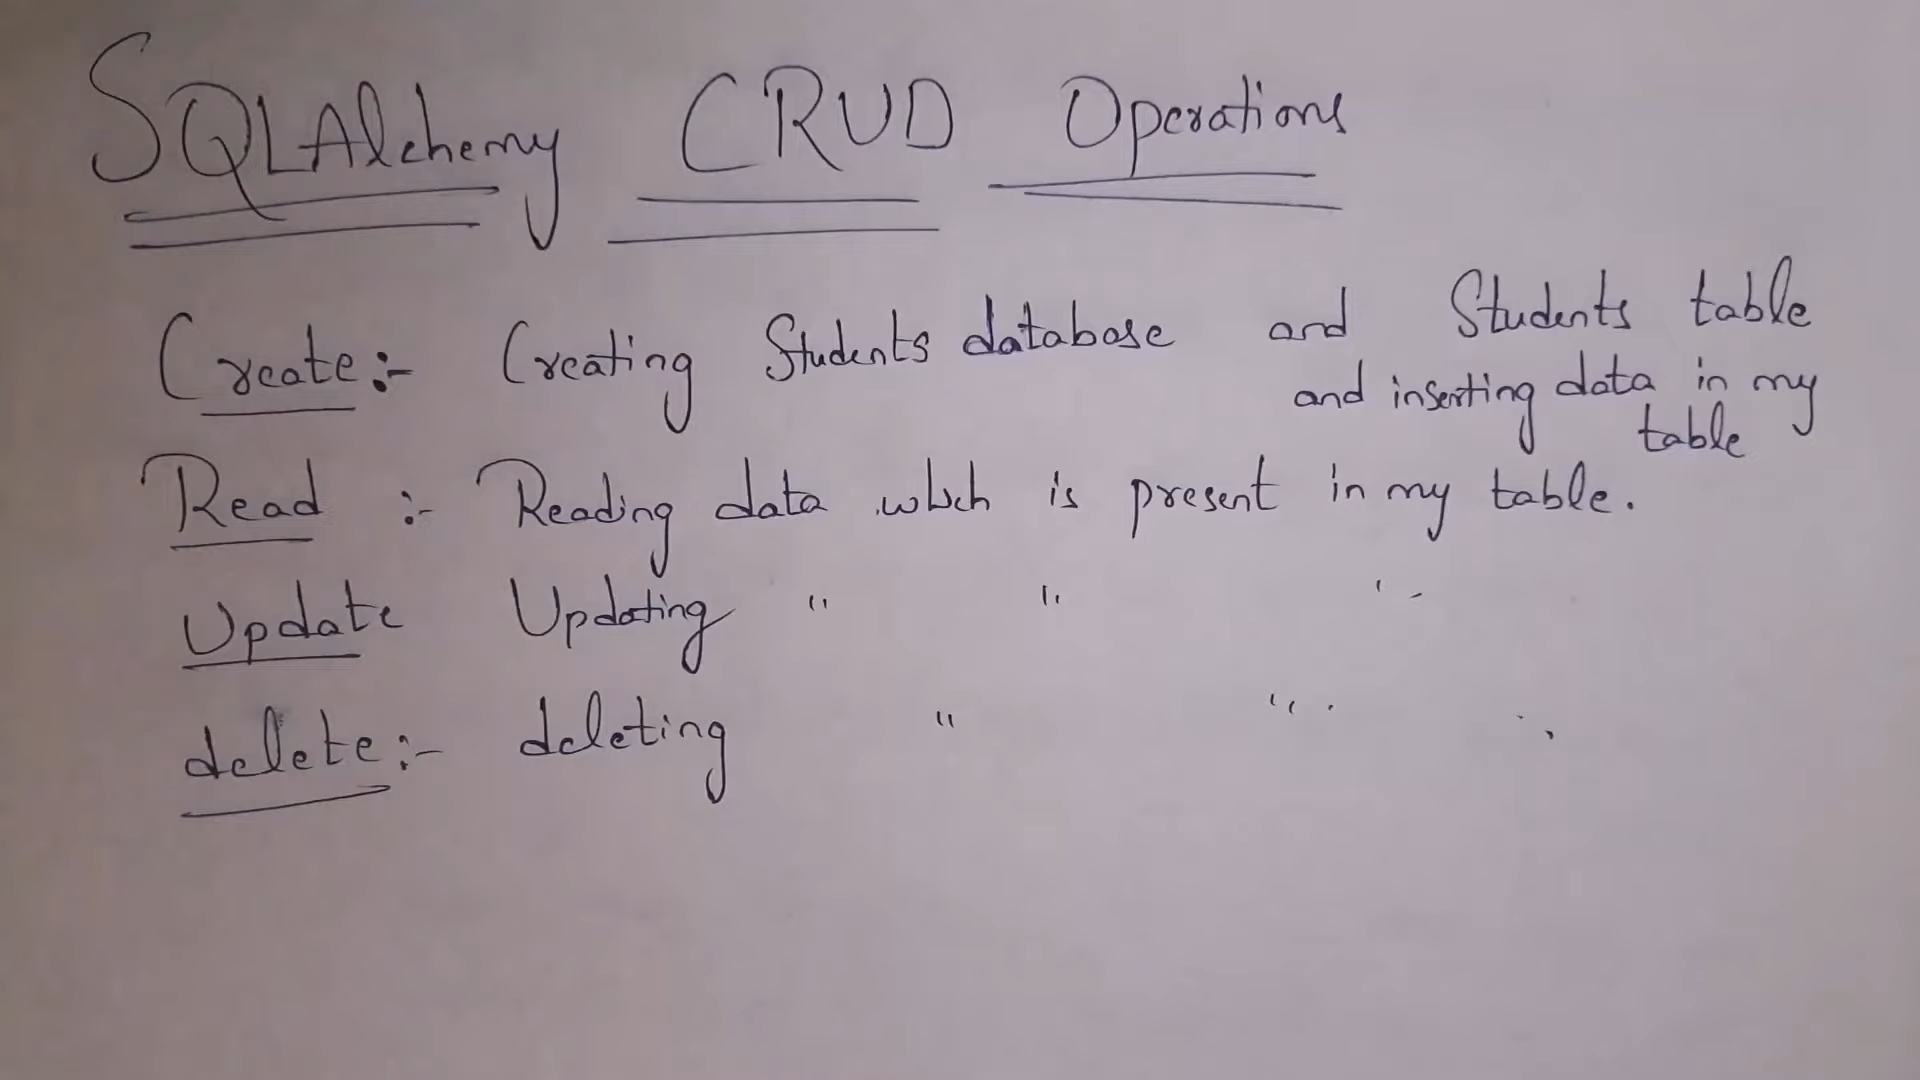 SQLAlchemy CRUD Operations
Create:- Creating Students database and Students table
and inserting data in my
table
Read :- Reading data which is present in my table.
Update Updating " " "
delete:- deleting " " "